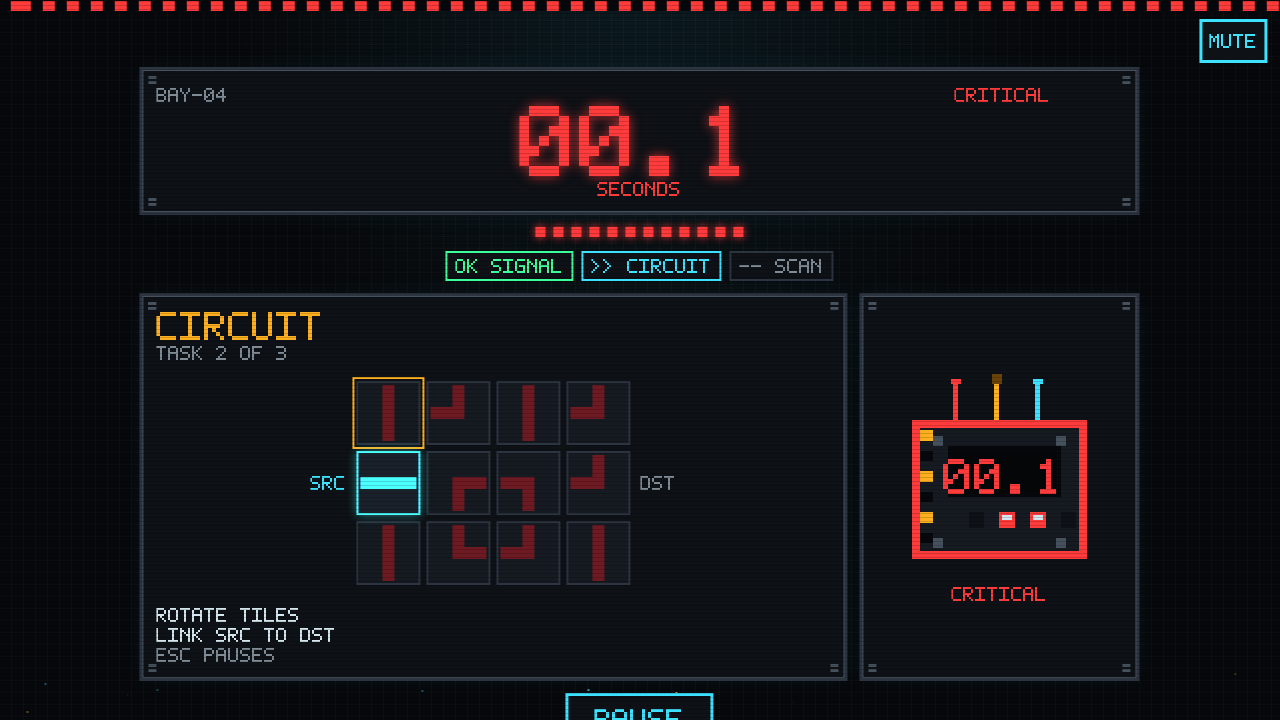 MUTE
BAY-04
CRITICAL
00.1
SECONDS
OK SIGNAL
>> CIRCUIT
-- SCAN
CIRCUIT
TASK 2 OF 3
SRC
DST
00.1
CRITICAL
ROTATE TILES
LINK SRC TO DST
ESC PAUSES
PAUSE